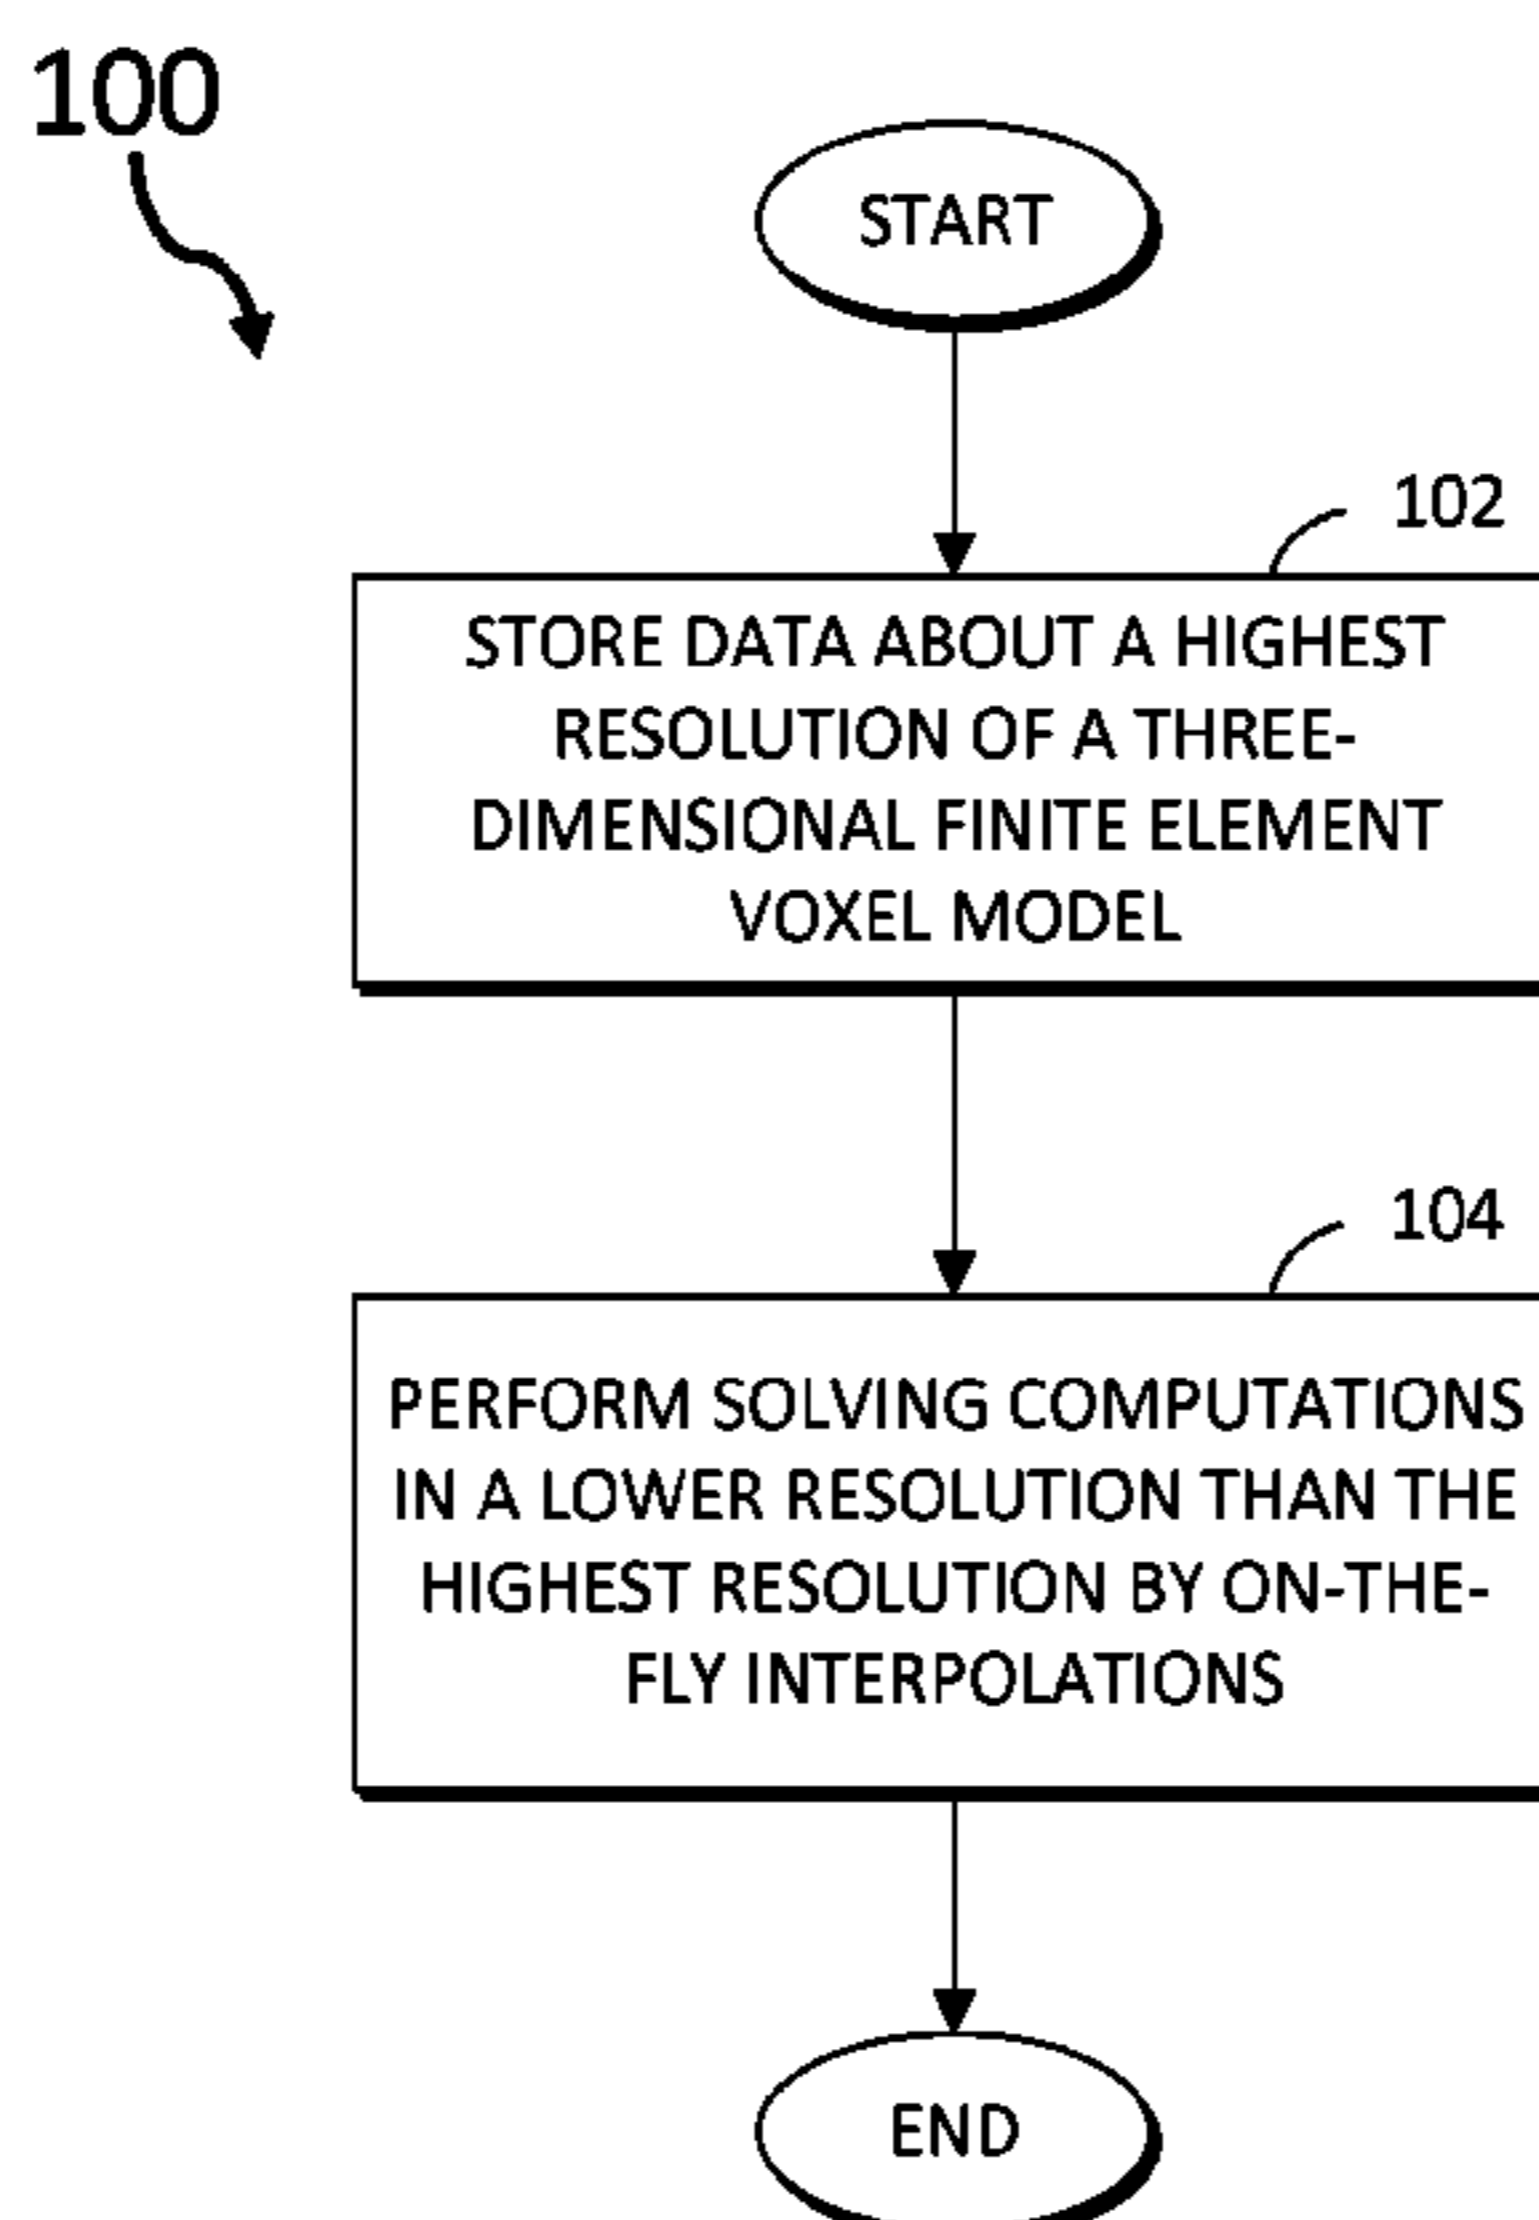 100
START
102
STORE DATA ABOUT A HIGHEST
RESOLUTION OF A THREE-
DIMENSIONAL FINITE ELEMENT
VOXEL MODEL
104
PERFORM SOLVING COMPUTATIONS
IN A LOWER RESOLUTION THAN THE
HIGHEST RESOLUTION BY ON-THE-
FLY INTERPOLATIONS
END